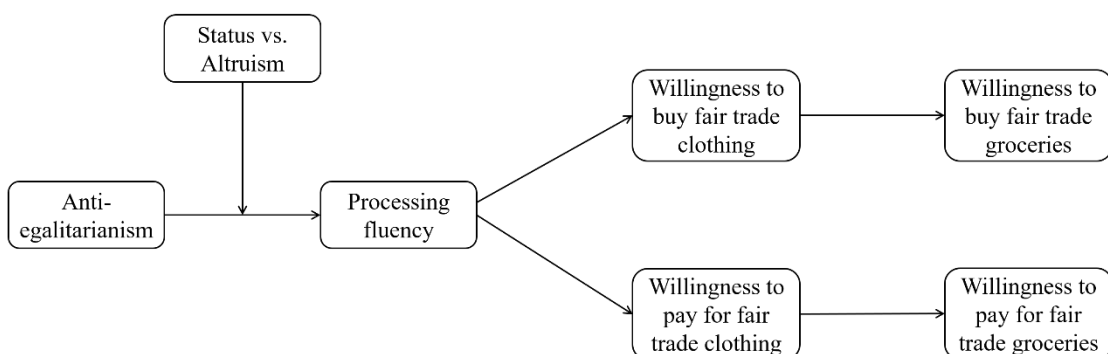 Status vs.
Altruism
Anti-
egalitarianism
Processing
fluency
Willingness to
buy fair trade
clothing
Willingness to
buy fair trade
groceries
Willingness to
pay for fair
trade clothing
Willingness to
pay for fair
trade groceries